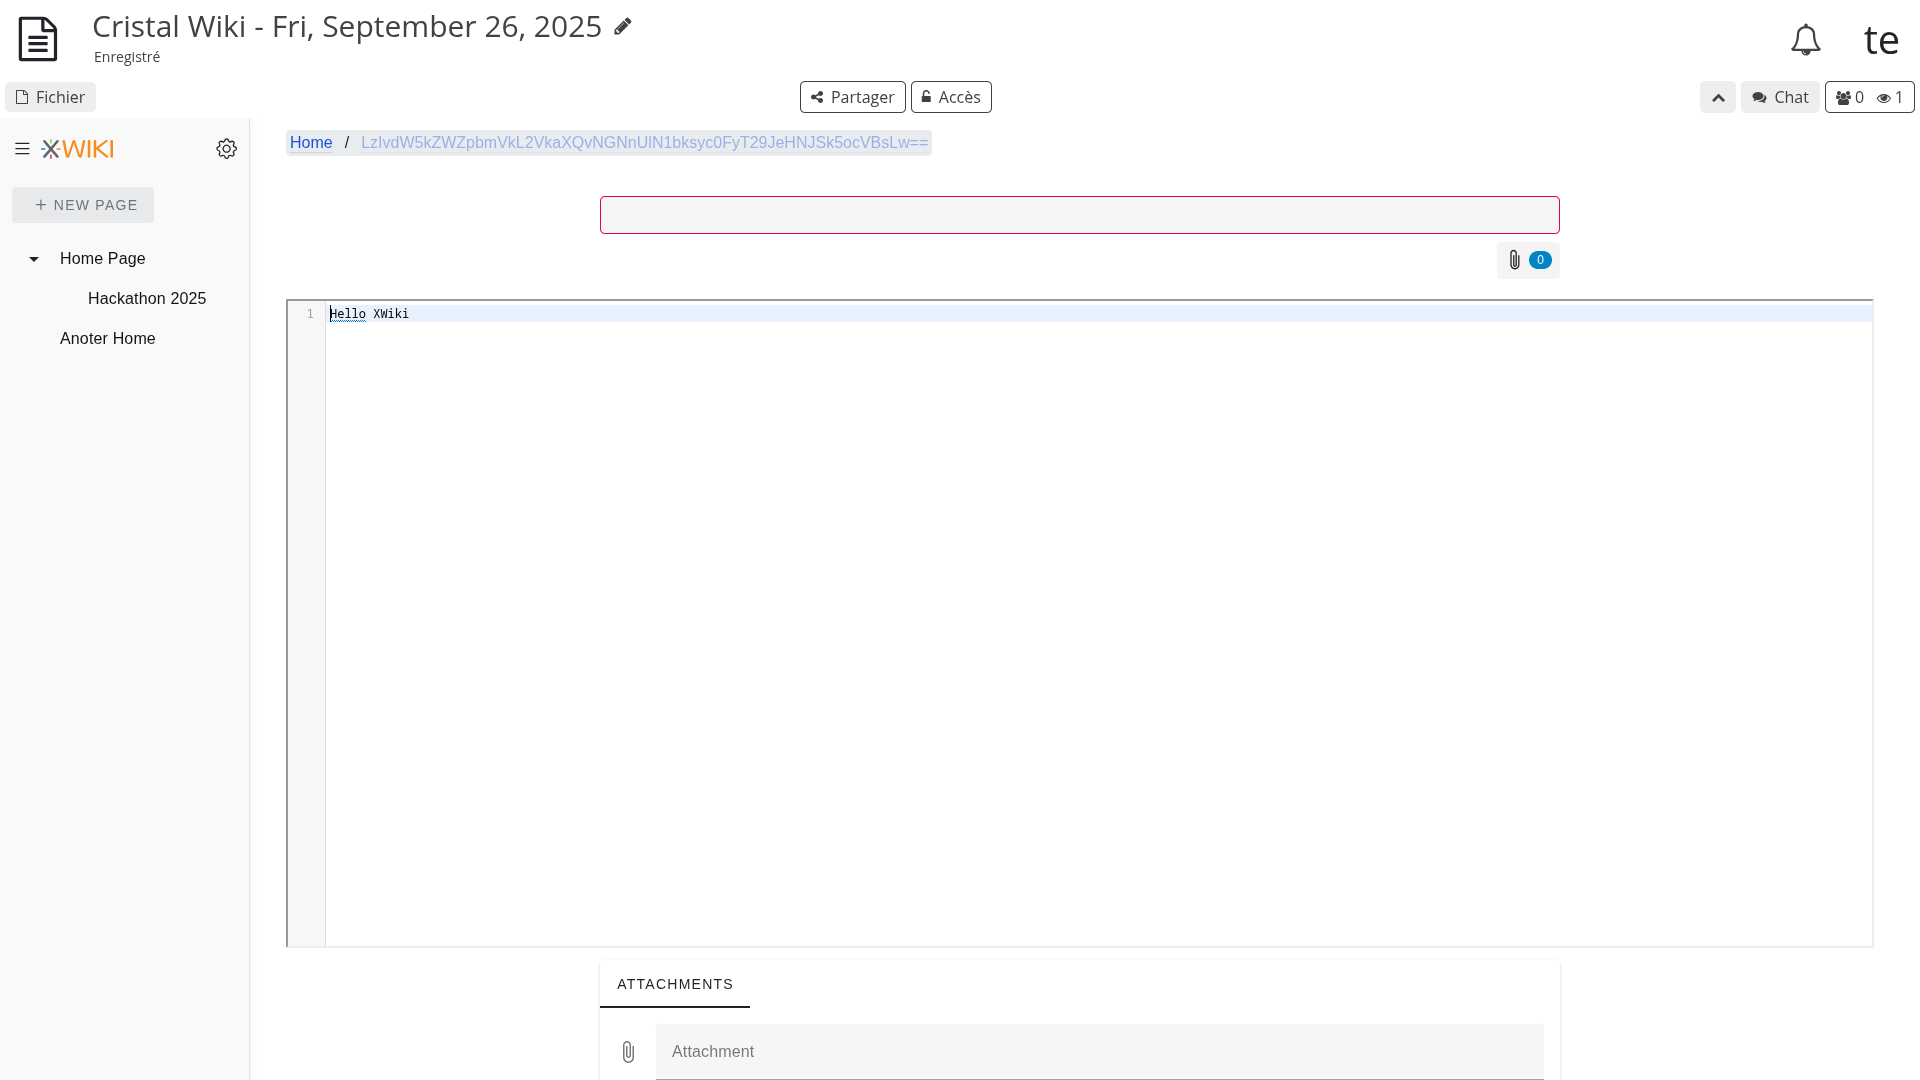 Cristal Wiki - Fri, September 26, 2025
Enregistré
te
Fichier
Partager
Accès
Chat
0 1
XWIKI
Home / LzIvdW5kZWZpbmVkL2VkaXQvNGNnUlN1bksyc0FyT29JeHNJSk5ocVBsLw==
+ NEW PAGE
Home Page
Hackathon 2025
Anoter Home
0
1 Hello XWiki
ATTACHMENTS
Attachment